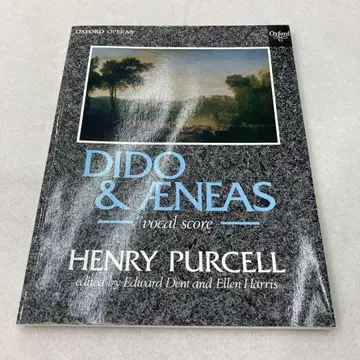 OXFORD OPERAS
Oxford
DIDO
& ÆNEAS
vocal score
HENRY PURCELL
edited by Edward Dent and Ellen Harris